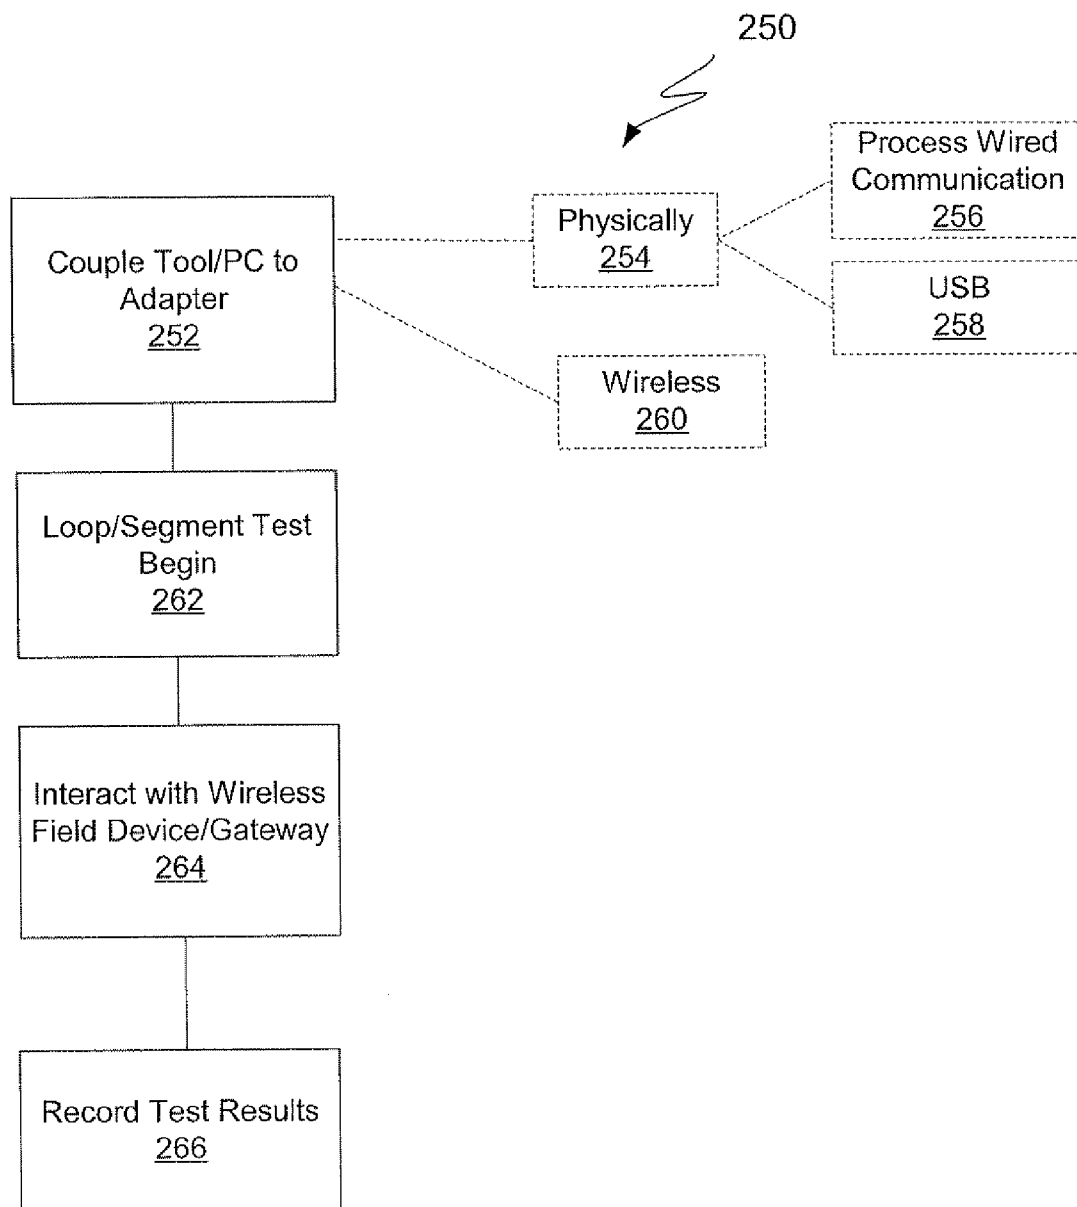 250
Process Wired
Communication
256
Physically
254
Couple Tool/PC to
Adapter
252
USB
258
Wireless
260
Loop/Segment Test
Begin
262
Interact with Wireless
Field Device/Gateway
264
Record Test Results
266